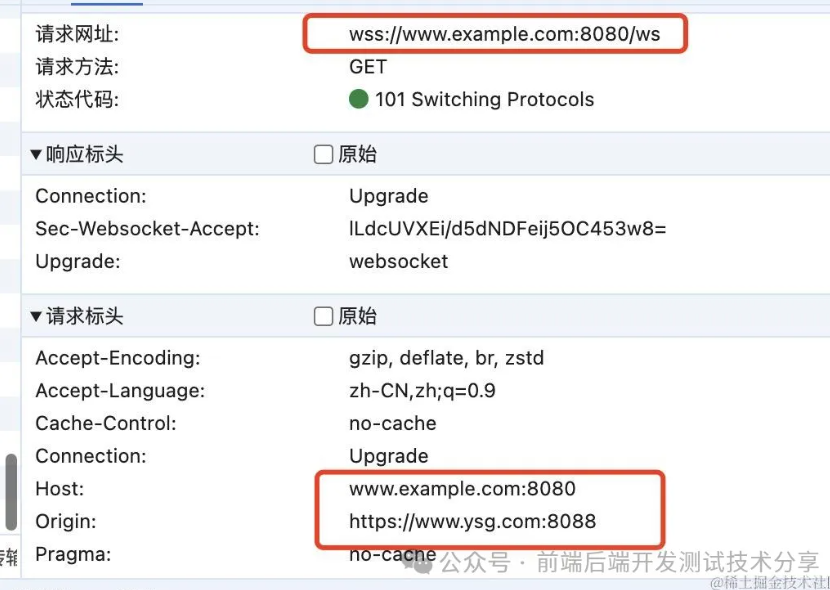 请求网址: wss://www.example.com:8080/ws
请求方法: GET
状态代码: 101 Switching Protocols
▼响应标头 原始
Connection: Upgrade
Sec-Websocket-Accept: lLdcUVXEi/d5dNDFeij5OC453w8=
Upgrade: websocket
▼请求标头 原始
Accept-Encoding: gzip, deflate, br, zstd
Accept-Language: zh-CN,zh;q=0.9
Cache-Control: no-cache
Connection: Upgrade
Host: www.example.com:8080
Origin: https://www.ysg.com:8088
Pragma: no-cache
公众号 · 前端后端开发测试技术分享
@稀土掘金技术社